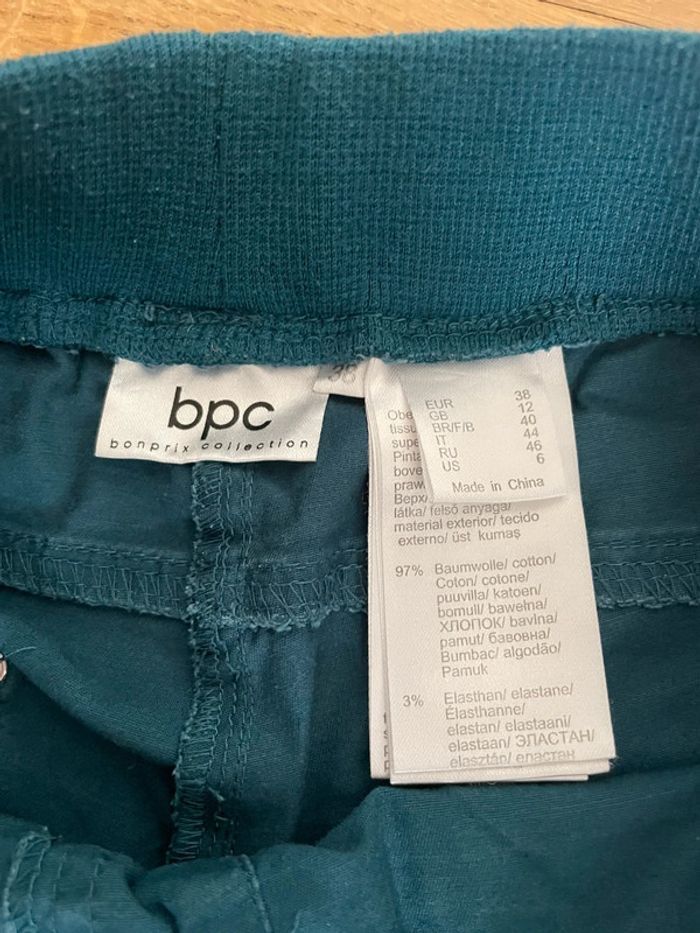 bpc
bonprix collection
38
EUR 38
GB 12
BR/F/B 40
IT 44
RU 46
US 6
Made in China
látka/ felső anyaga/
material exterior/ tecido
externo/ üst kumaş
97% Baumwolle/ cotton/
Coton/ cotone/
puuvilla/ katoen/
bomull/ bawełna/
ХЛОПОК/ bavlna/
pamut/ бавовна/
Bumbac/ algodão/
Pamuk
3% Elasthan/ elastane/
Élasthanne/
elastan/ elastaani/
elastaan/ ЭЛАСТАН/
elasztán/ еластан